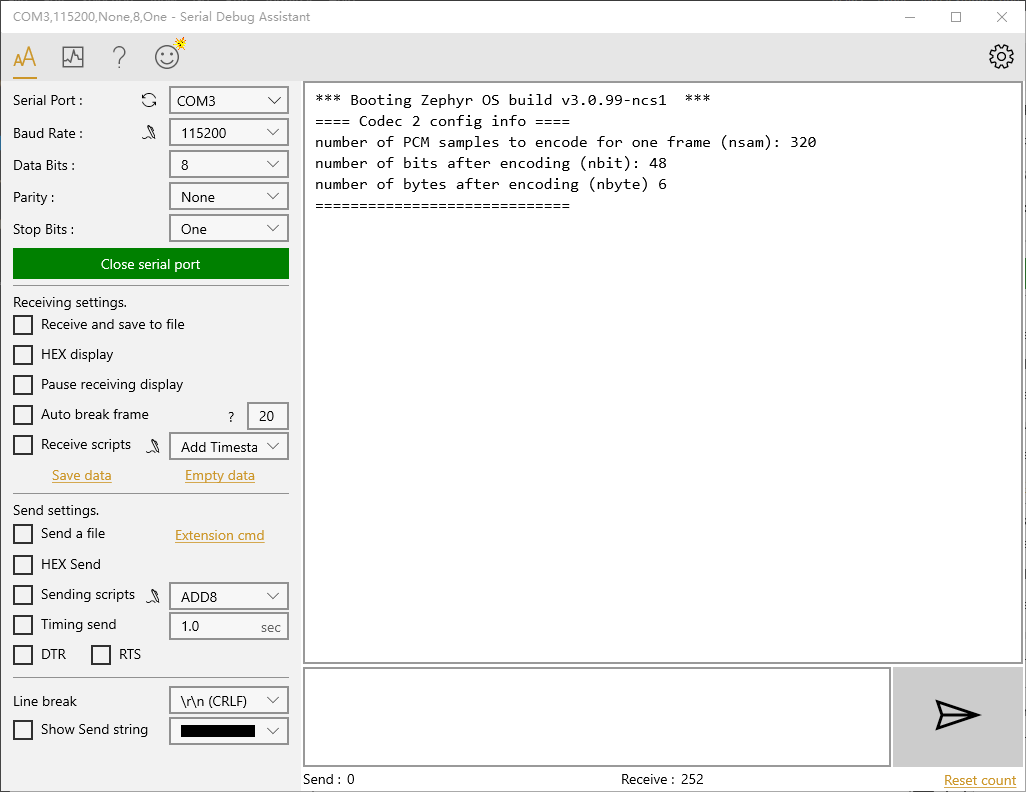 COM3,115200,None,8,One - Serial Debug Assistant
AA
?
Serial Port :
COM3
Baud Rate :
115200
Data Bits :
8
Parity :
None
Stop Bits :
One
Close serial port
Receiving settings.
Receive and save to file
HEX display
Pause receiving display
Auto break frame ? 20
Receive scripts
Add Timesta
Save data
Empty data
Send settings.
Send a file
Extension cmd
HEX Send
Sending scripts
ADD8
Timing send
1.0 sec
DTR
RTS
Line break
\r\n (CRLF)
Show Send string
*** Booting Zephyr OS build v3.0.99-ncs1  ***
==== Codec 2 config info ====
number of PCM samples to encode for one frame (nsam): 320
number of bits after encoding (nbit): 48
number of bytes after encoding (nbyte) 6
=============================
Send : 0
Receive : 252
Reset count